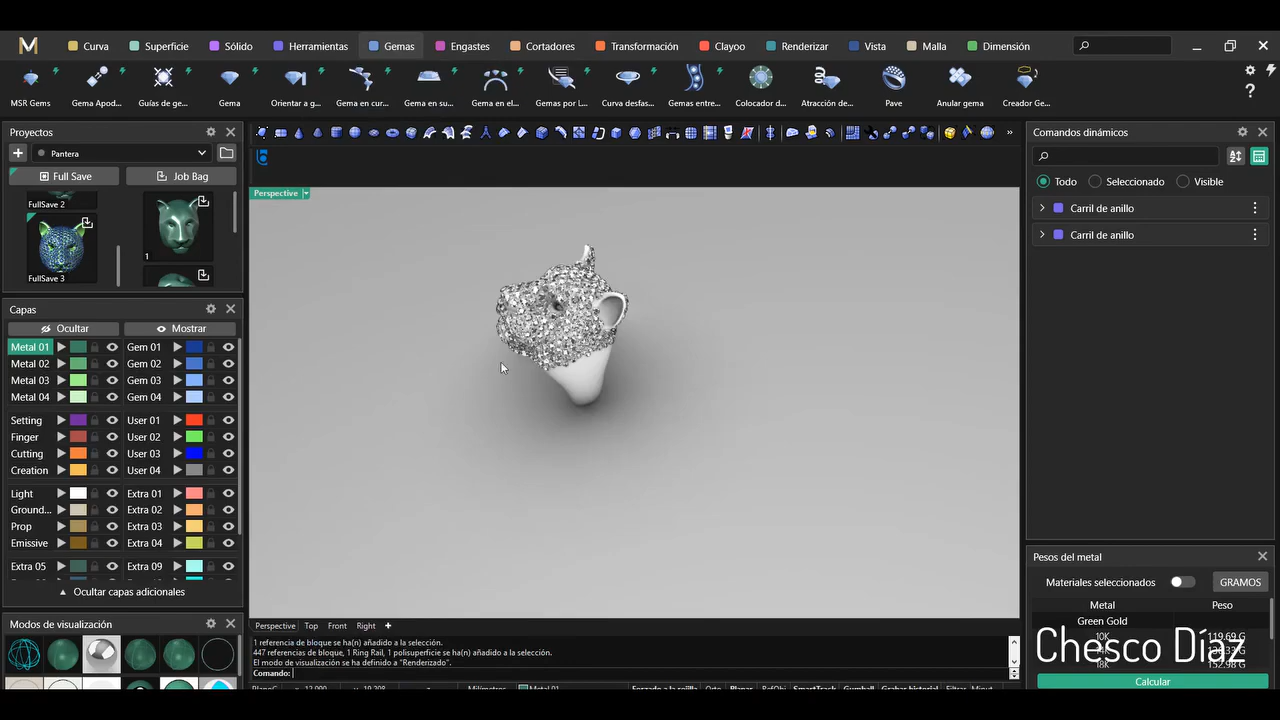 M Curva Superficie Sólido Herramientas Gemas Engastes Cortadores Transformación Clayoo Renderizar Vista Malla Dimensión
MSR Gems Gema Apod... Guías de ge... Gema Orientar a g... Gema en cur... Gema en su... Gema en el... Gemas por L... Curva desfas... Gemas entre... Colocador d... Atracción de... Pave Anular gema Creador Ge...
?
Proyectos
Pantera
Full Save Job Bag
FullSave 2
FullSave 3
1
Capas
Ocultar Mostrar
Metal 01 Gem 01
Metal 02 Gem 02
Metal 03 Gem 03
Metal 04 Gem 04
Setting User 01
Finger User 02
Cutting User 03
Creation User 04
Light Extra 01
Ground... Extra 02
Prop Extra 03
Emissive Extra 04
Extra 05 Extra 09
Ocultar capas adicionales
Modos de visualización
Perspective
Perspective Top Front Right
1 referencia de bloque se ha(n) añadido a la selección.
447 referencias de bloque, 1 Ring Rail, 1 polisuperficie se ha(n) añadido a la selección.
El modo de visualización se ha definido a "Renderizado".
Comando:
Milímetros Metal 01 Forzado a la rejilla Orto Planar RefObj SmartTrack Gumball Grabar historial Filtrar
Comandos dinámicos
Todo Seleccionado Visible
Carril de anillo
Carril de anillo
Pesos del metal
Materiales seleccionados GRAMOS
Metal Peso
Green Gold
10K 119.69 G
Chesco Díaz
152.98 G
Calcular